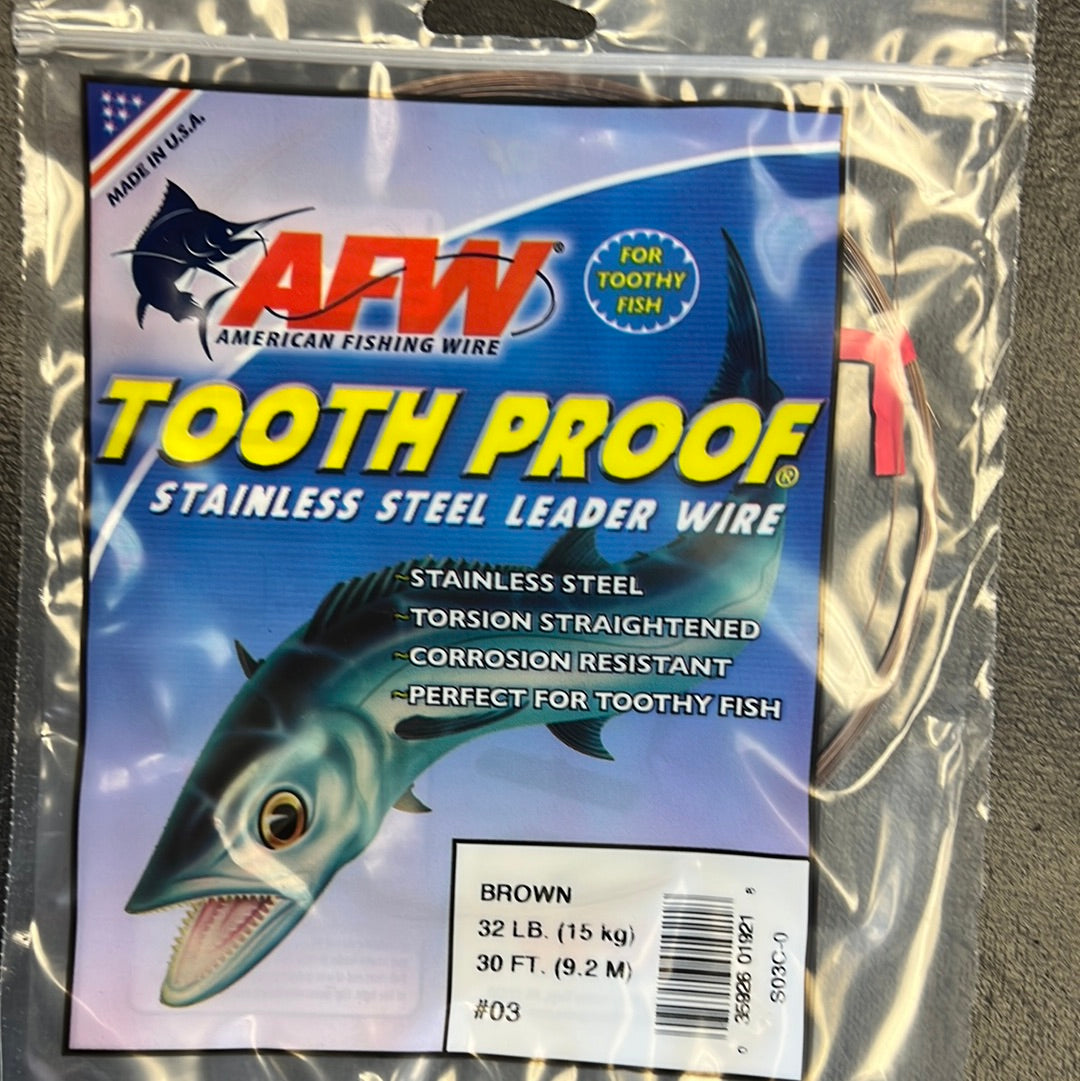 MADE IN U.S.A.
AFW®
AMERICAN FISHING WIRE
FOR
TOOTHY
FISH
TOOTH PROOF®
STAINLESS STEEL LEADER WIRE
~STAINLESS STEEL
~TORSION STRAIGHTENED
~CORROSION RESISTANT
~PERFECT FOR TOOTHY FISH
BROWN
32 LB. (15 kg)
30 FT. (9.2 M)
#03
0 35926 01921 8
S03C-0